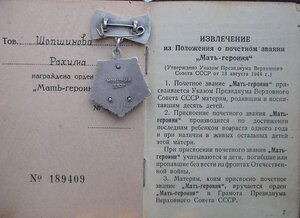 Тов. Шопшинова
Рахима
награждена орден
„Мать-героиня"
№ 189409
ИЗВЛЕЧЕНИЕ
из Положения о почетном звании
„Мать-героиня"
(Утверждено Указом Президиума Верховного
Совета СССР от 18 августа 1944 г.)
1. Почетное звание „Мать-героиня" при-
сваивается Указом Президиума Верховного
Совета СССР матерям, родившим и воспи-
тавшим десять детей.
2. Присвоение почетного звания „Мать-
героиня" производится по достижении
последним ребенком возраста одного года и
при наличии в живых остальных детей
этой матери.
При присвоении почетного звания „Мать-
героиня" учитываются и дети, погибшие или
пропавшие без вести на фронтах Отечествен-
ной войны.
3. Матерям, коим присвоено почетное
звание „Мать-героиня", вручается орден
„Мать-героиня" и Грамота Президиума
Верховного Совета СССР.